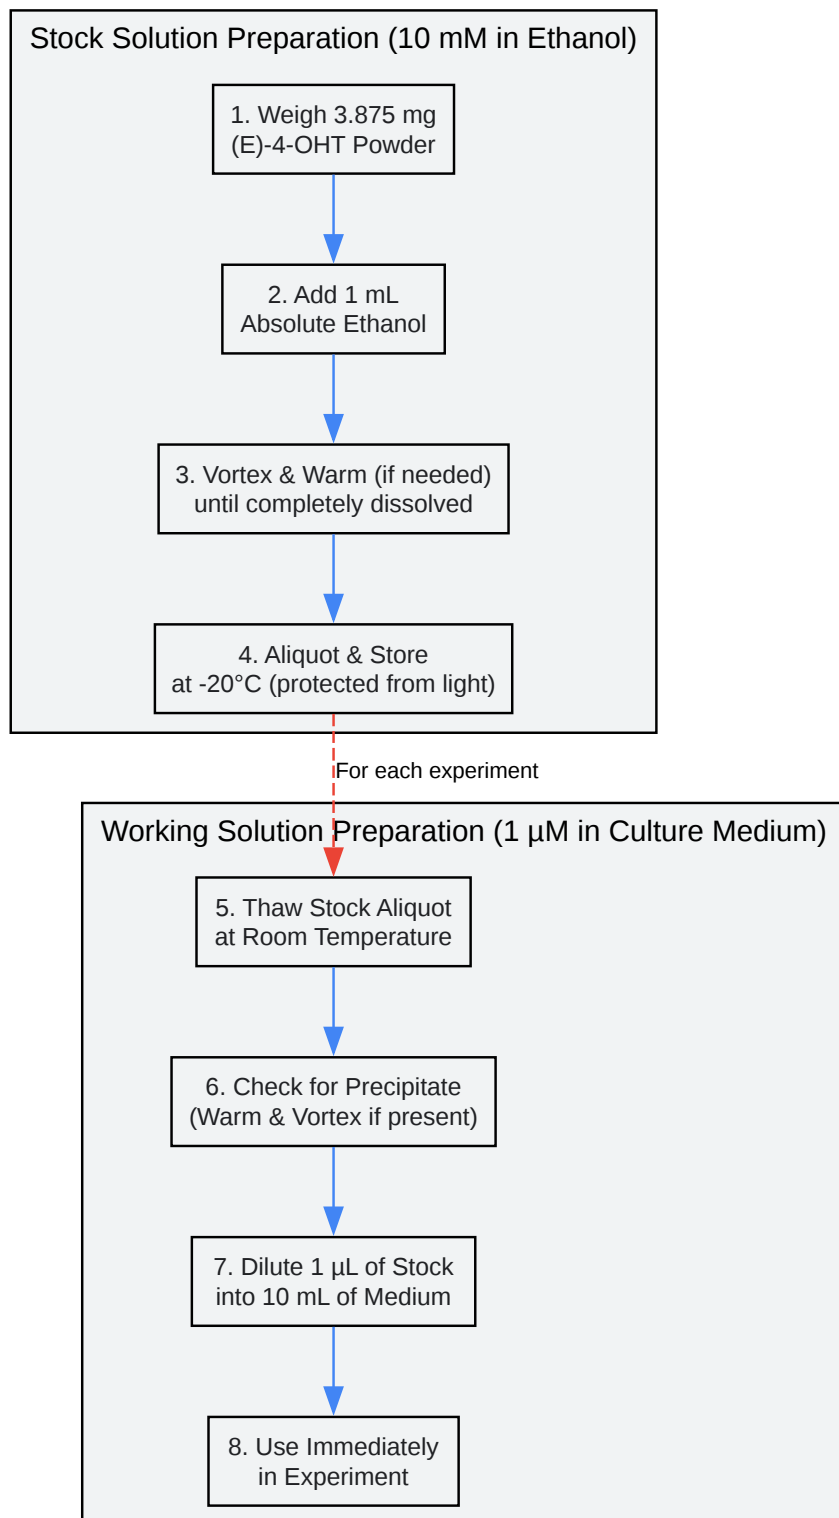 Stock Solution Preparation (10 mM in Ethanol)
1. Weigh 3.875 mg
(E)-4-OHT Powder
2. Add 1 mL
Absolute Ethanol
3. Vortex & Warm (if needed)
until completely dissolved
4. Aliquot & Store
at -20°C (protected from light)
For each experiment
Working Solution Preparation (1 µM in Culture Medium)
5. Thaw Stock Aliquot
at Room Temperature
6. Check for Precipitate
(Warm & Vortex if present)
7. Dilute 1 µL of Stock
into 10 mL of Medium
8. Use Immediately
in Experiment